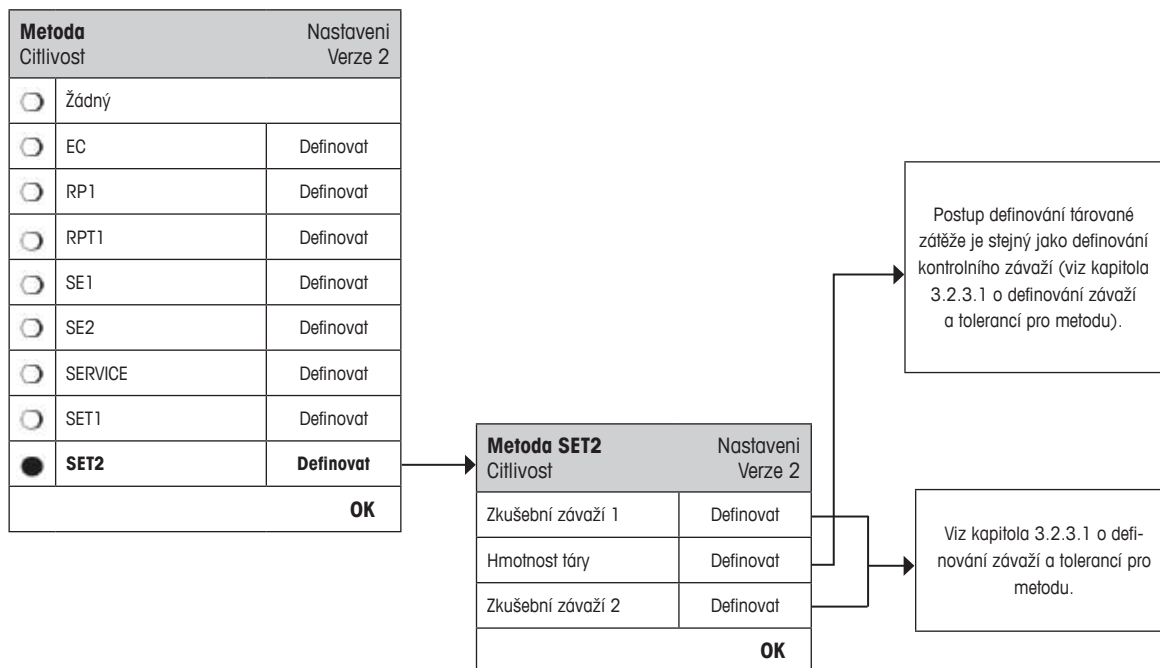 Metoda Nastaveni
Citlivost Verze 2
Žádný
EC Definovat
RP1 Definovat
RPT1 Definovat
SE1 Definovat
SE2 Definovat
SERVICE Definovat
SET1 Definovat
SET2 Definovat
OK
Metoda SET2 Nastaveni
Citlivost Verze 2
Zkušební závaží 1 Definovat
Hmotnost táry Definovat
Zkušební závaží 2 Definovat
OK
Postup definování tárované
zátěže je stejný jako definování
kontrolního závaží (viz kapitola
3.2.3.1 o definování závaží
a tolerancí pro metodu).
Viz kapitola 3.2.3.1 o defi-
nování závaží a tolerancí pro
metodu.